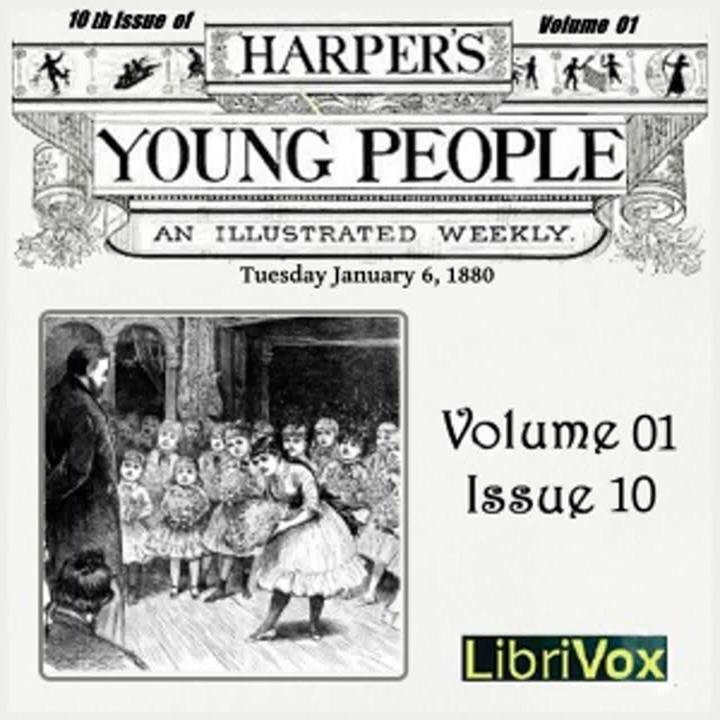 10 th issue of
Volume 01
HARPER'S
YOUNG PEOPLE
AN ILLUSTRATED WEEKLY.
Tuesday January 6, 1880
Volume 01
Issue 10
LibriVox